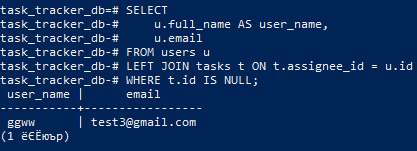 task_tracker_db=# SELECT
task_tracker_db-#     u.full_name AS user_name,
task_tracker_db-#     u.email
task_tracker_db-# FROM users u
task_tracker_db-# LEFT JOIN tasks t ON t.assignee_id = u.id
task_tracker_db-# WHERE t.id IS NULL;
 user_name |      email
-----------+-----------------
 ggww      | test3@gmail.com
(1 ёЄЁюър)